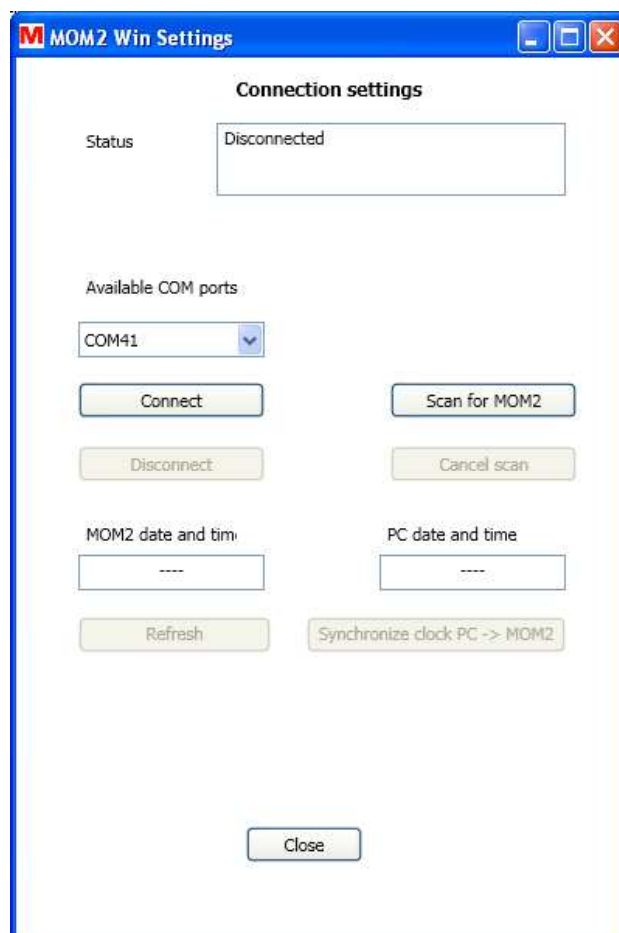 M MOM2 Win Settings
Connection settings
Status
Disconnected
Available COM ports
COM41
Connect
Scan for MOM2
Disconnect
Cancel scan
MOM2 date and tim
PC date and time
----
----
Refresh
Synchronize clock PC -> MOM2
Close